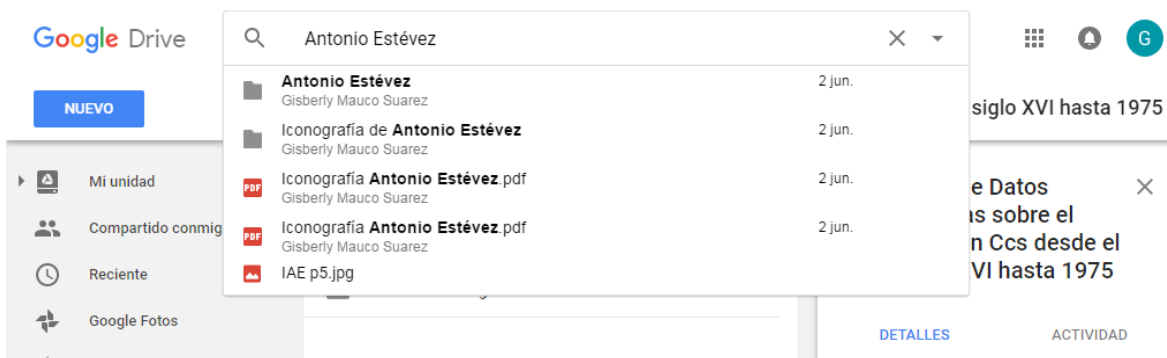 Google Drive
Antonio Estévez
G
NUEVO
Antonio Estévez
2 jun.
Gisberly Mauco Suarez
Iconografía de Antonio Estévez
2 jun.
Gisberly Mauco Suarez
Iconografía Antonio Estévez.pdf
2 jun.
PDF
Gisberly Mauco Suarez
Iconografía Antonio Estévez.pdf
2 jun.
PDF
Gisberly Mauco Suarez
IAE p5.jpg
Mi unidad
Compartido conmig
Reciente
Google Fotos
siglo XVI hasta 1975
e Datos
as sobre el
n Ccs desde el
VI hasta 1975
DETALLES
ACTIVIDAD